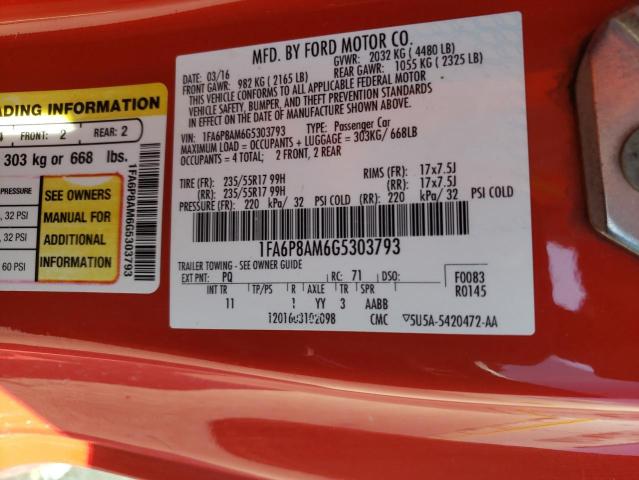 MFD. BY FORD MOTOR CO.
DATE: 03/16 GVWR: 2032 KG ( 4480 LB)
FRONT GAWR: 982 KG ( 2165 LB) REAR GAWR: 1055 KG ( 2325 LB)
THIS VEHICLE CONFORMS TO ALL APPLICABLE FEDERAL MOTOR
VEHICLE SAFETY, BUMPER, AND THEFT PREVENTION STANDARDS
IN EFFECT ON THE DATE OF MANUFACTURE SHOWN ABOVE.
VIN: 1FA6P8AM6G5303793 TYPE: Passenger Car
MAXIMUM LOAD = OCCUPANTS + LUGGAGE = 303KG/ 668LB
OCCUPANTS = 4 TOTAL; 2 FRONT, 2 REAR
TIRE (FR): 235/55R17 99H RIMS (FR): 17x7.5J
(RR): 235/55R17 99H (RR): 17x7.5J
PRESSURE (FR): 220 kPa/ 32 PSI COLD (RR): 220 kPa/ 32 PSI COLD
1FA6P8AM6G5303793
TRAILER TOWING - SEE OWNER GUIDE
EXT PNT: PQ RC: 71 DSO: F0083
INT TR TP/PS R AXLE TR SPR R0145
11 YY 3 AABB
CMC 5U5A-5420472-AA
ADING INFORMATION
FRONT: 2 REAR: 2
303 kg or 668 lbs.
PRESSURE
, 32 PSI
, 32 PSI
60 PSI
SEE OWNERS
MANUAL FOR
ADDITIONAL
INFORMATION
1FA6P8AM6G5303793